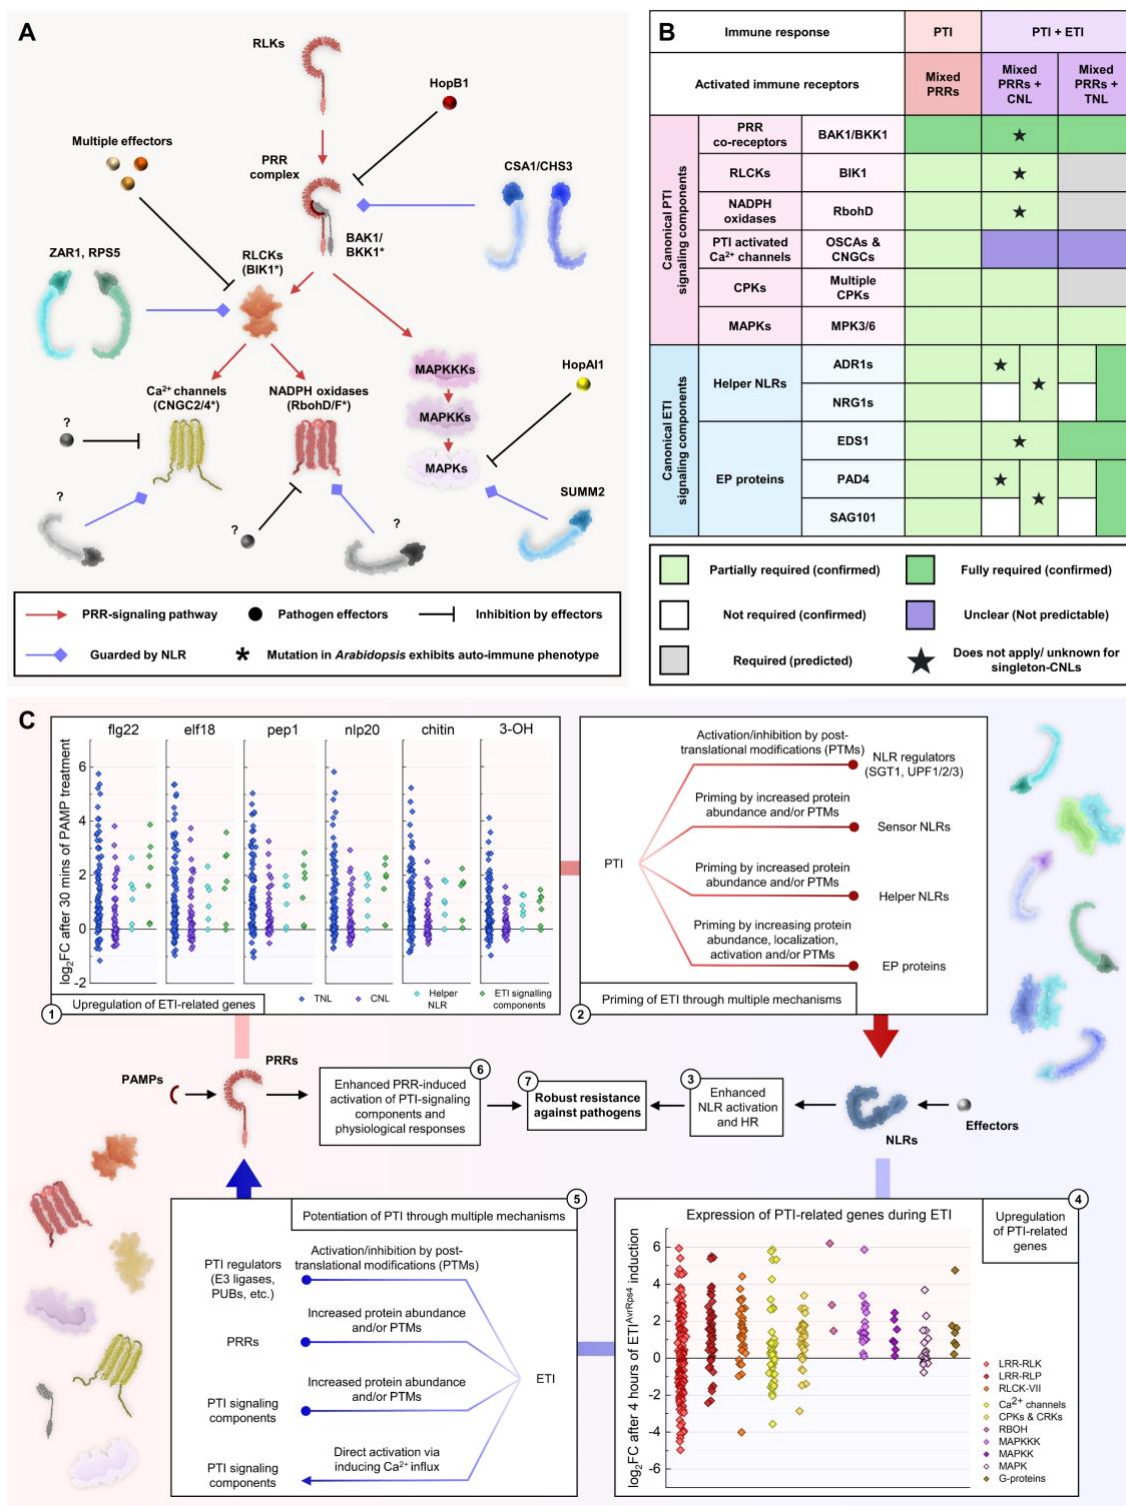 A
RLKs
HopB1
Multiple effectors
PRR
complex
CSA1/CHS3
BAK1/
BKK1*
ZAR1, RPS5
RLCKs
(BIK1*)
MAPKKKs
HopAI1
Ca²⁺ channels
(CNGC2/4*)
NADPH oxidases
(RbohD/F*)
MAPKKs
?
MAPKs
?
SUMM2
?
?
PRR-signaling pathway
Pathogen effectors
Inhibition by effectors
Guarded by NLR
* Mutation in Arabidopsis exhibits auto-immune phenotype
B
Immune response
PTI
PTI + ETI
Activated immune receptors
Mixed
PRRs
Mixed
PRRs +
CNL
Mixed
PRRs +
TNL
Canonical PTI
signaling components
PRR
co-receptors
BAK1/BKK1
RLCKs
BIK1
NADPH
oxidases
RbohD
PTI activated
Ca²⁺ channels
OSCAs &
CNGCs
CPKs
Multiple
CPKs
MAPKs
MPK3/6
Canonical ETI
signaling components
Helper NLRs
ADR1s
NRG1s
EP proteins
EDS1
PAD4
SAG101
Partially required (confirmed)
Fully required (confirmed)
Not required (confirmed)
Unclear (Not predictable)
Required (predicted)
Does not apply/ unknown for
singleton-CNLs
C
flg22
elf18
pep1
nlp20
chitin
3-OH
log₂FC after 30 mins of PAMP treatment
6
4
2
0
-2
TNL
CNL
Helper
NLR
ETI signalling
components
1
Upregulation of ETI-related genes
PTI
Activation/inhibition by post-
translational modifications (PTMs)
NLR regulators
(SGT1, UPF1/2/3)
Priming by increased protein
abundance and/or PTMs
Sensor NLRs
Priming by increased protein
abundance and/or PTMs
Helper NLRs
Priming by increasing protein
abundance, localization,
activation and/or PTMs
EP proteins
2
Priming of ETI through multiple mechanisms
PAMPs
PRRs
6
Enhanced PRR-induced
activation of PTI-signaling
components and
physiological responses
7
Robust resistance
against pathogens
3
Enhanced
NLR activation
and HR
NLRs
Effectors
5
Potentiation of PTI through multiple mechanisms
PTI regulators
(E3 ligases,
PUBs, etc.)
Activation/inhibition by post-
translational modifications (PTMs)
PRRs
Increased protein abundance
and/or PTMs
PTI signaling
components
Increased protein abundance
and/or PTMs
PTI signaling
components
Direct activation via
inducing Ca²⁺ influx
ETI
4
Upregulation
of PTI-related
genes
Expression of PTI-related genes during ETI
log₂FC after 4 hours of ETI^AvrRps4 induction
6
4
2
0
-2
-4
-6
LRR-RLK
LRR-RLP
RLCK-VII
Ca²⁺ channels
CPKs & CRKs
RBOH
MAPKKK
MAPKK
MAPK
G-proteins